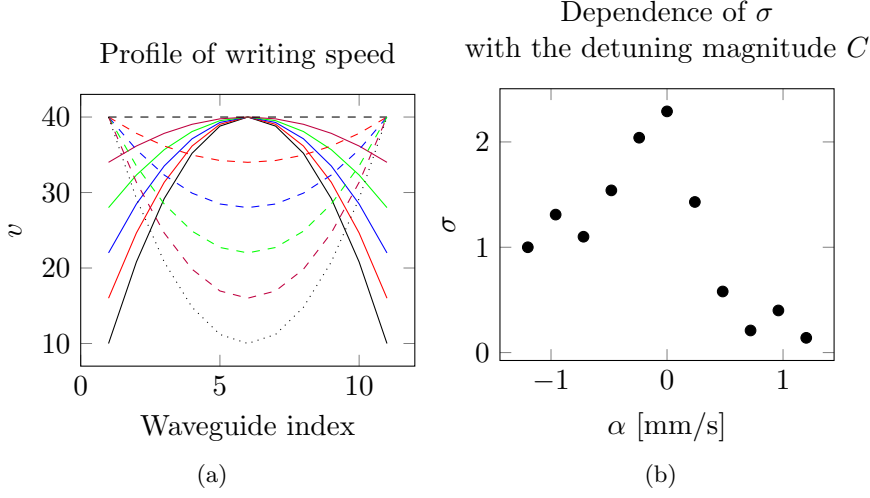 Profile of writing speed
40
30
20
10
v
0
5
10
Waveguide index
(a)
Dependence of σ
with the detuning magnitude C
2
1
0
σ
−1
0
1
α [mm/s]
(b)